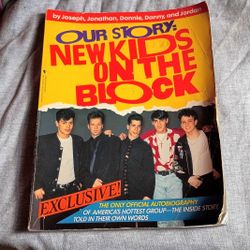 by Joseph, Jonathan, Donnie, Danny, and Jordan
OUR STORY:
NEW KIDS
ON THE
BLOCK
EXCLUSIVE!
THE ONLY OFFICIAL AUTOBIOGRAPHY
OF AMERICA'S HOTTEST GROUP—THE INSIDE STORY
TOLD IN THEIR OWN WORDS